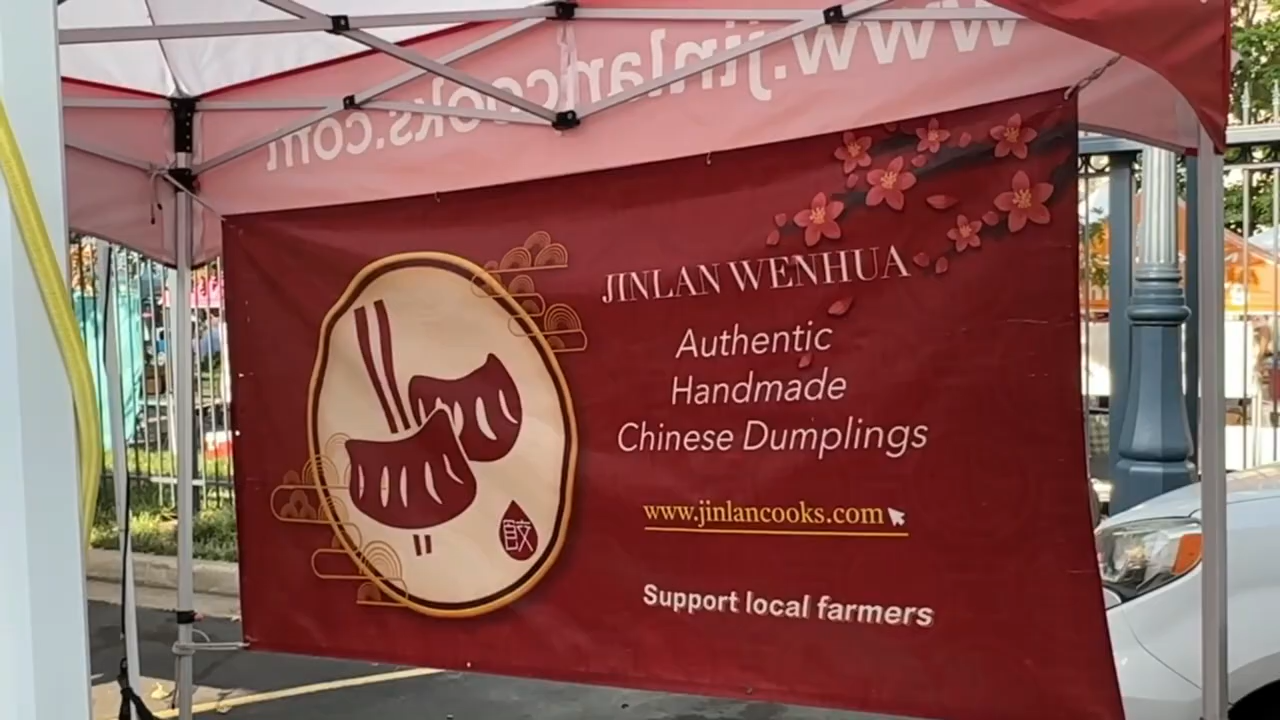 www.jinlancooks.com
JINLAN WENHUA
Authentic
Handmade
Chinese Dumplings
www.jinlancooks.com
餃
Support local farmers